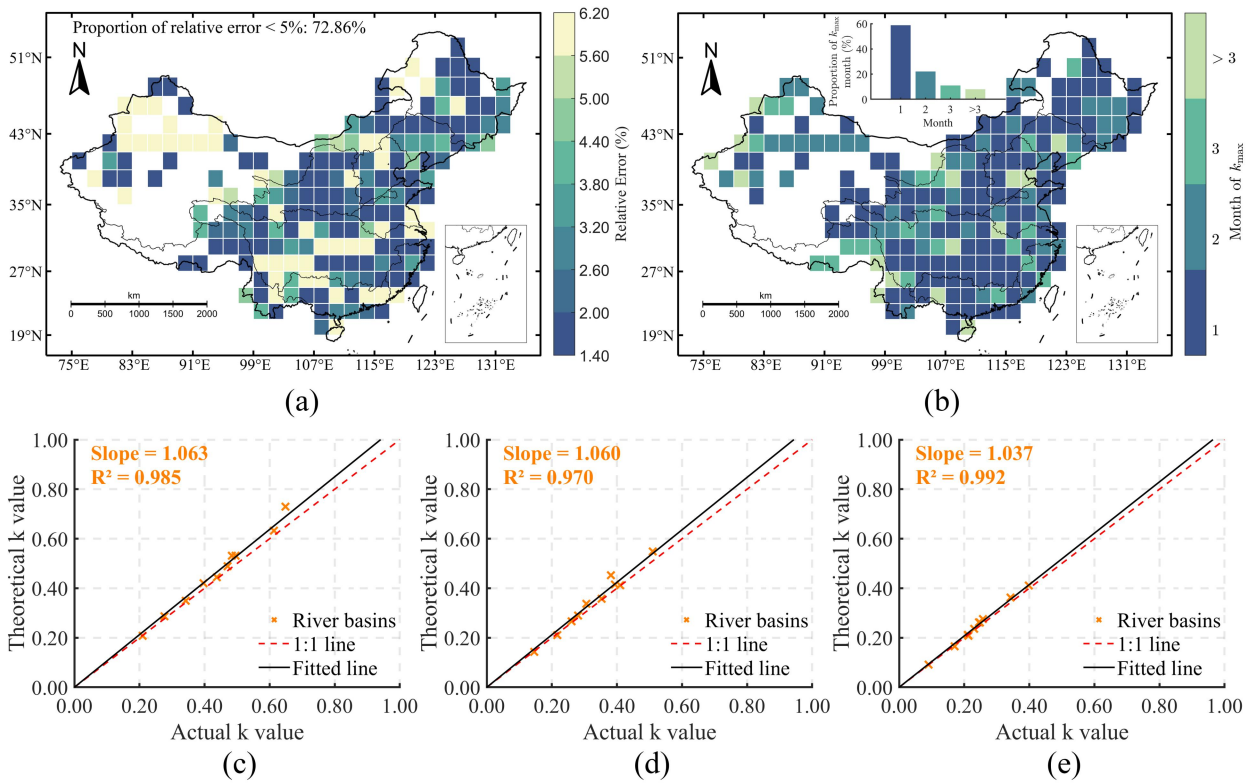 Proportion of relative error < 5%: 72.86%
N
51°N
43°N
35°N
27°N
19°N
75°E 83°E 91°E 99°E 107°E 115°E 123°E 131°E
km
0 500 1000 2000
6.20
5.60
5.00
4.40
3.80
3.20
2.60
2.00
1.40
Relative Error (%)
(a)
N
51°N
43°N
35°N
27°N
19°N
75°E 83°E 91°E 99°E 107°E 115°E 123°E 131°E
km
0 500 1000 2000
Proportion of kmax
month (%)
60
40
20
0
1 2 3 >3
Month
> 3
3
2
1
Month of kmax
(b)
Slope = 1.063
R² = 0.985
Theoretical k value
1.00
0.80
0.60
0.40
0.20
0.00
0.00 0.20 0.40 0.60 0.80 1.00
Actual k value
River basins
1:1 line
Fitted line
(c)
Slope = 1.060
R² = 0.970
Theoretical k value
1.00
0.80
0.60
0.40
0.20
0.00
0.00 0.20 0.40 0.60 0.80 1.00
Actual k value
River basins
1:1 line
Fitted line
(d)
Slope = 1.037
R² = 0.992
Theoretical k value
1.00
0.80
0.60
0.40
0.20
0.00
0.00 0.20 0.40 0.60 0.80 1.00
Actual k value
River basins
1:1 line
Fitted line
(e)